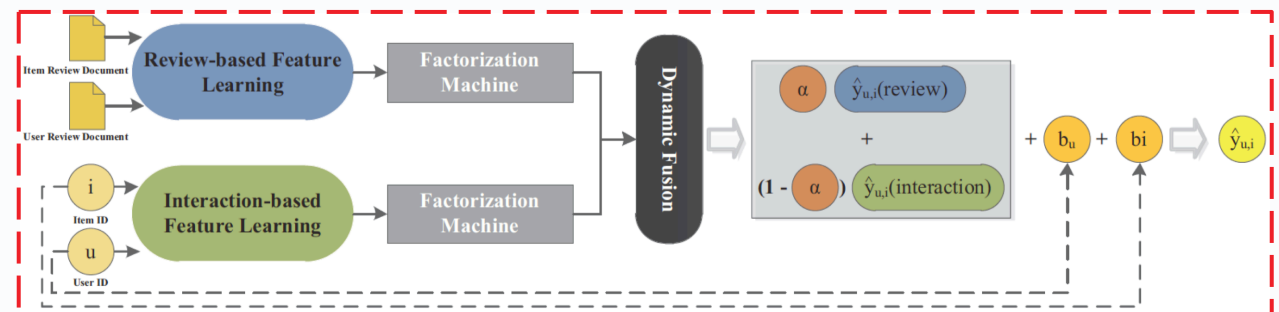 Item Review Document
User Review Document
Review-based Feature
Learning
Factorization
Machine
i
Item ID
u
User ID
Interaction-based
Feature Learning
Factorization
Machine
Dynamic Fusion
α ŷu,i(review)
+
(1 - α) ŷu,i(interaction)
+ bu + bi
ŷu,i